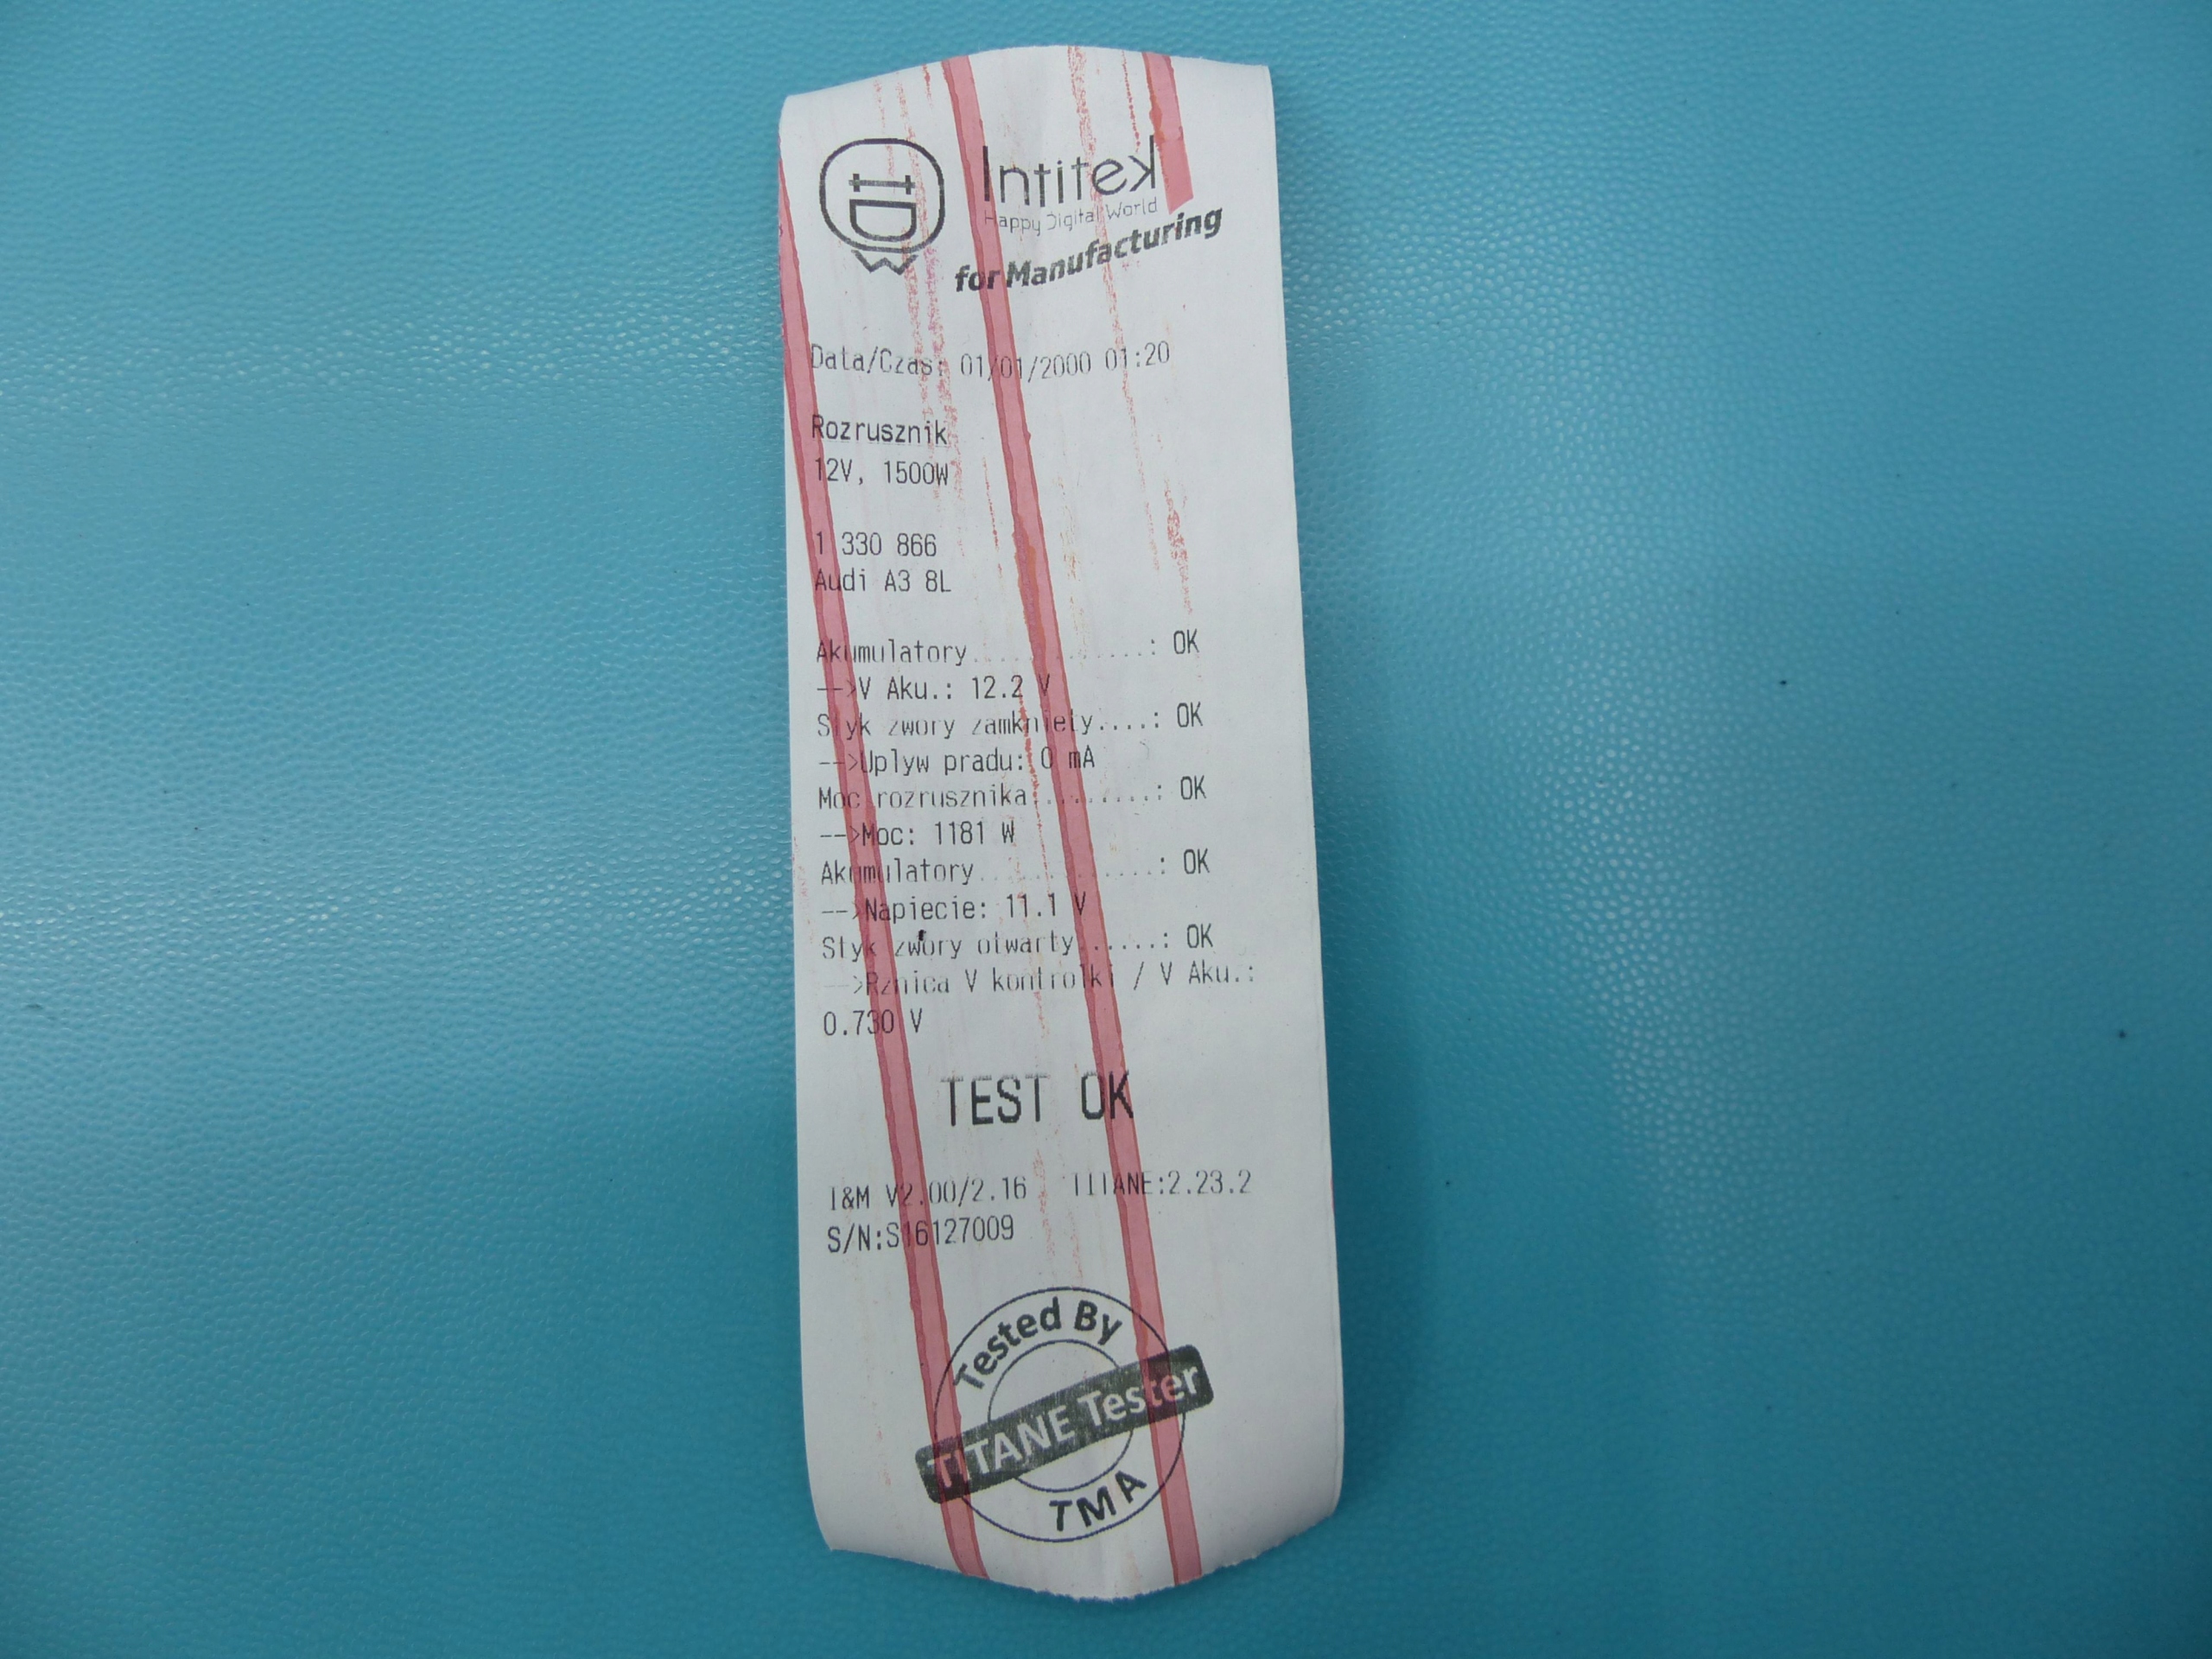 Intitek
Happy Digital World
for Manufacturing
Data/Czas: 01/01/2000 01:20
Rozrusznik
12V, 1500W
1 330 866
Audi A3 8L
Akumulatory..............: OK
-->V Aku.: 12.2 V
Styk zwory zamkniety....: OK
-->Uplyw pradu: 0 mA
Moc rozrusznika.........: OK
-->Moc: 1181 W
Akumulatory..............: OK
-->Napiecie: 11.1 V
Styk zwory otwarty......: OK
-->Rznica V kontrolki / V Aku.:
0.730 V
TEST OK
I&M V2.00/2.16 TITANE:2.23.2
S/N:S16127009
Tested By
TITANE Tester
TMA